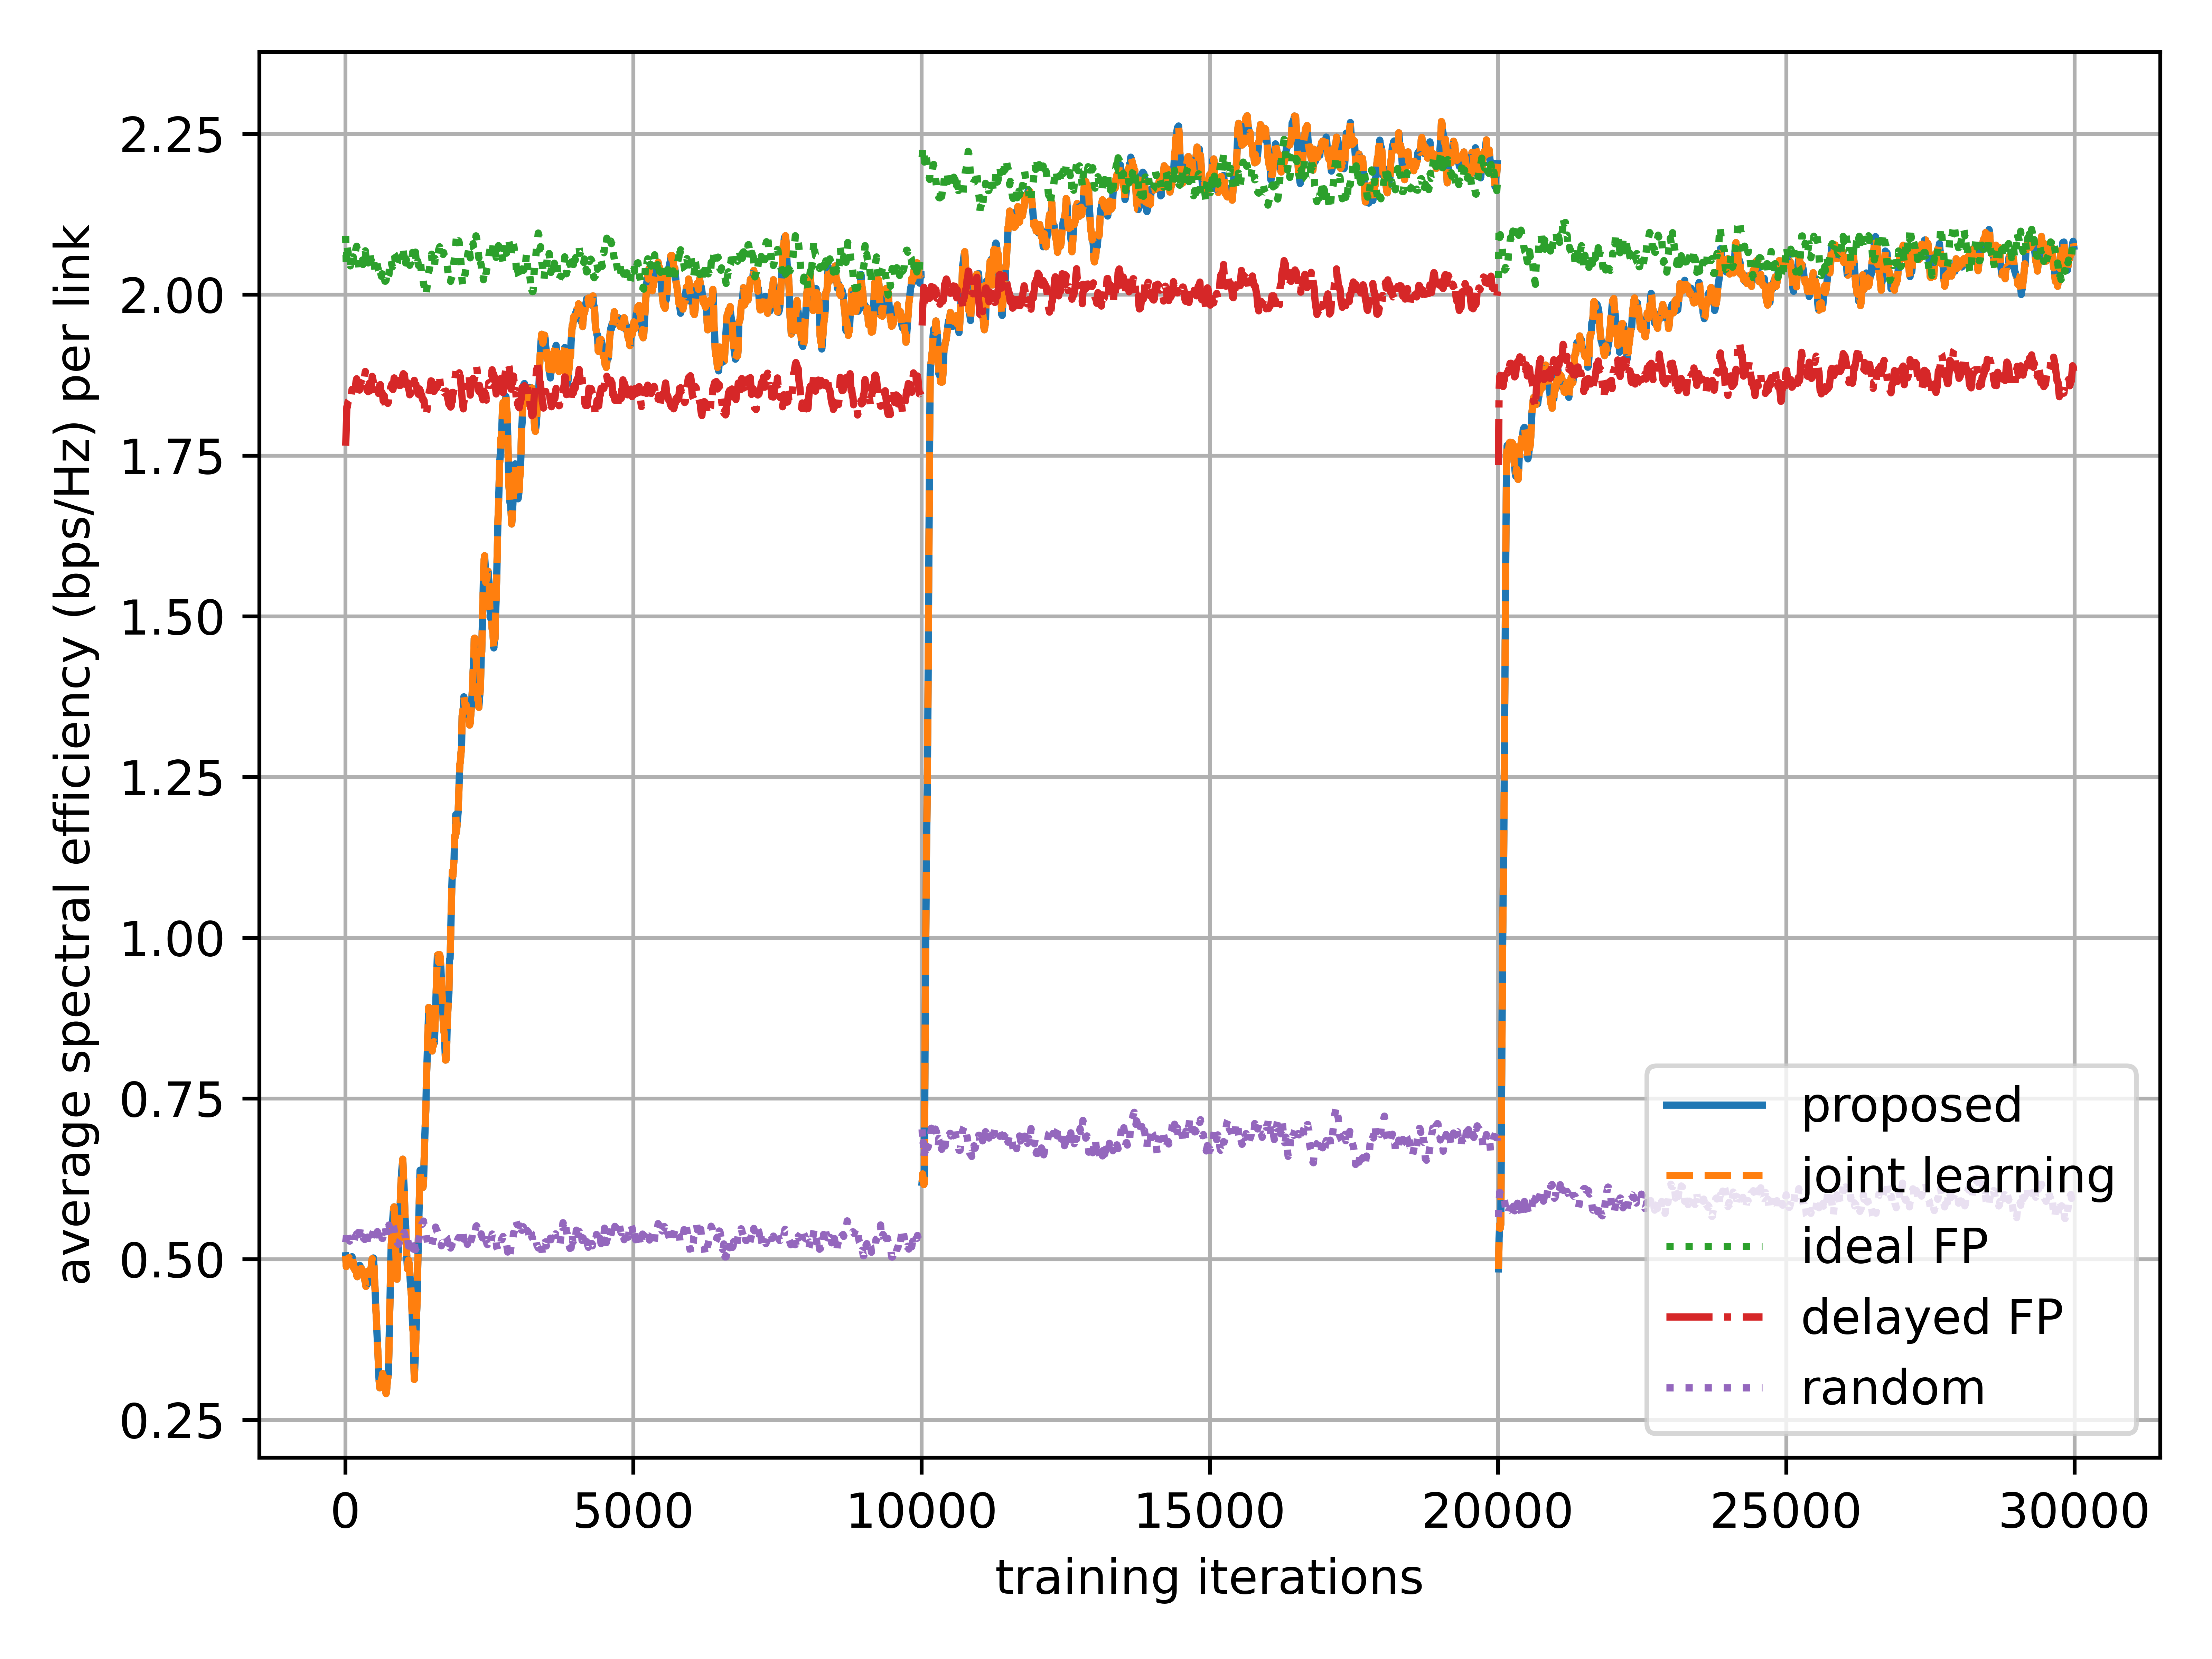 average spectral efficiency (bps/Hz) per link
2.25
2.00
1.75
1.50
1.25
1.00
0.75
0.50
0.25
proposed
joint learning
ideal FP
delayed FP
random
0 5000 10000 15000 20000 25000 30000
training iterations